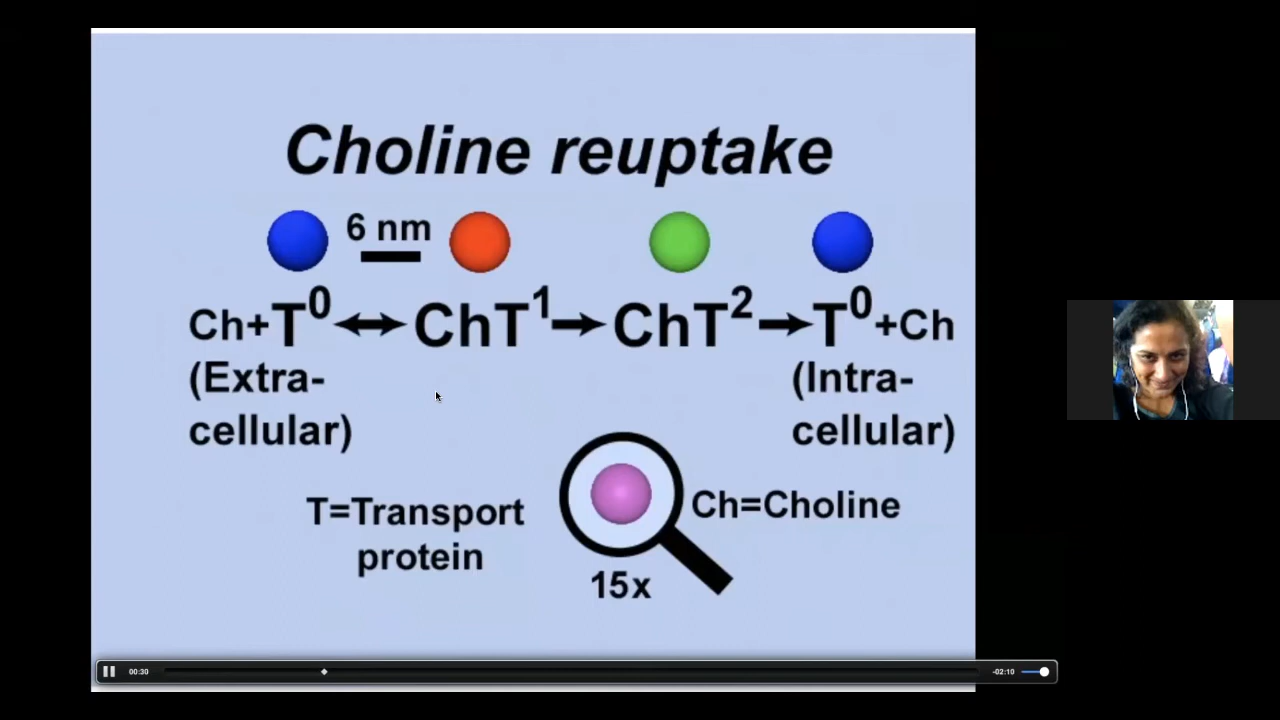 Choline reuptake
6 nm
Ch+T⁰ ↔ ChT¹ → ChT² → T⁰+Ch
(Extra- (Intra-
cellular) cellular)
T=Transport
protein
Ch=Choline
15x
00:30 -02:10